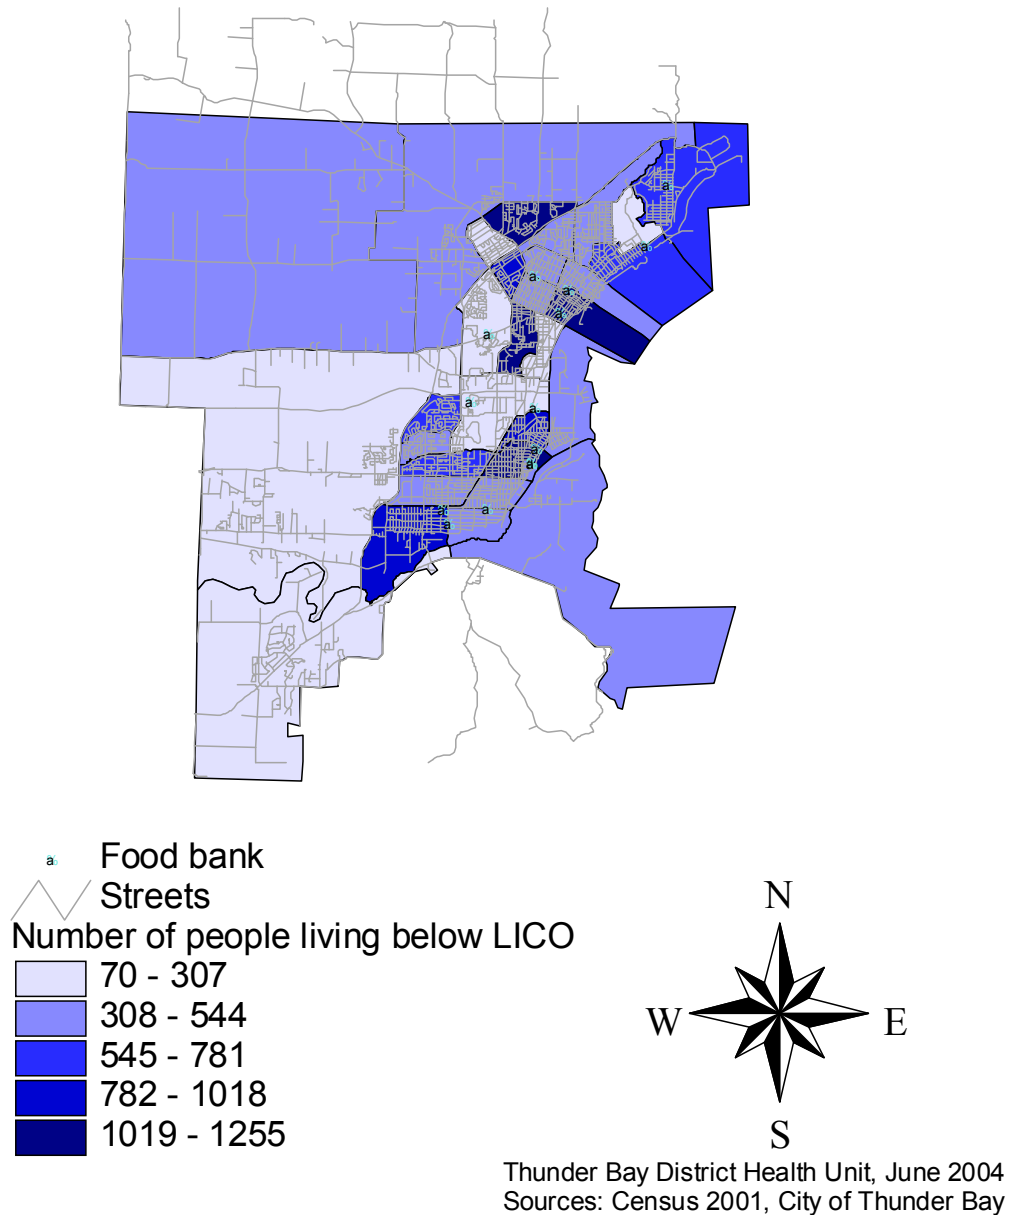 a
a
a
a
a
a
a
a
a
a
a
a
a
a Food bank
Streets
Number of people living below LICO
70 - 307
308 - 544
545 - 781
782 - 1018
1019 - 1255
N
W E
S
Thunder Bay District Health Unit, June 2004
Sources: Census 2001, City of Thunder Bay